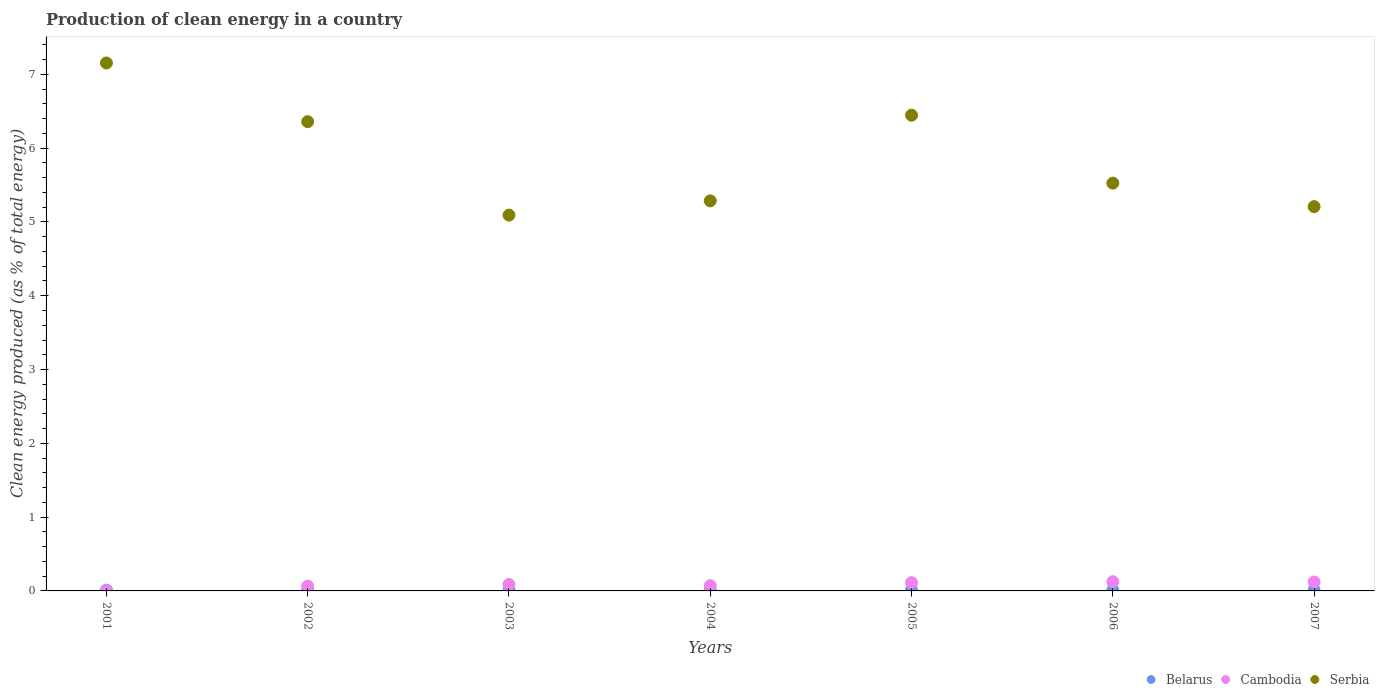 Production of clean energy in a country
Clean energy produced (as % of total energy)
7
6
5
4
3
2
1
0
2001
2002
2003
2004
2005
2006
2007
Years
Belarus
Cambodia
Serbia